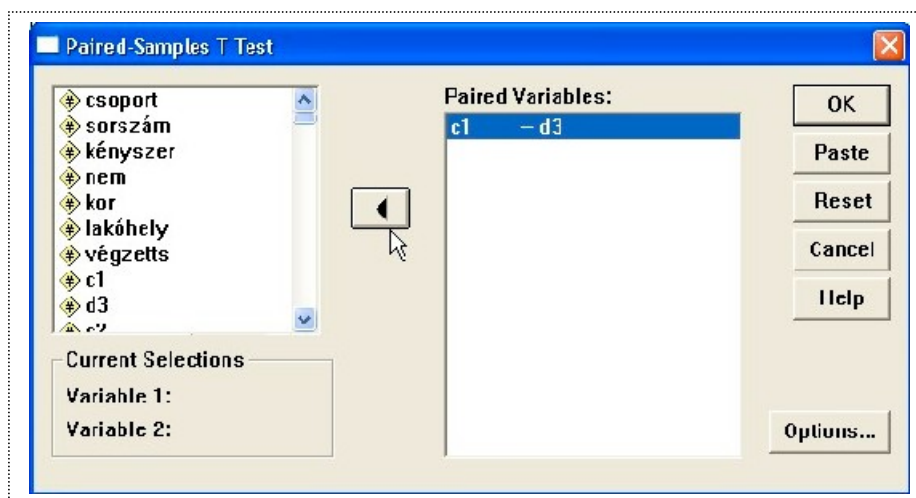 Paired-Samples T Test
csoport
sorszám
kényszer
nem
kor
lakóhely
végzetts
c1
d3
Current Selections
Variable 1:
Variable 2:
Paired Variables:
c1 – d3
OK
Paste
Reset
Cancel
Help
Options...